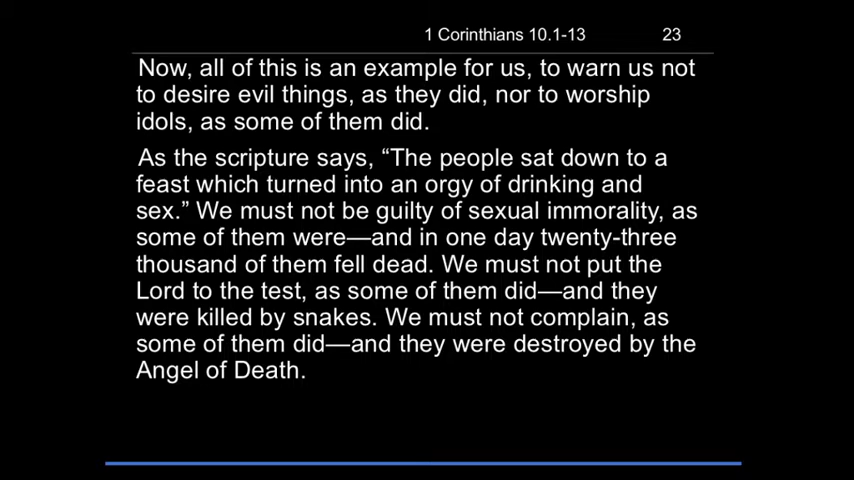 1 Corinthians 10.1-13 23
Now, all of this is an example for us, to warn us not
to desire evil things, as they did, nor to worship
idols, as some of them did.
As the scripture says, “The people sat down to a
feast which turned into an orgy of drinking and
sex.” We must not be guilty of sexual immorality, as
some of them were—and in one day twenty-three
thousand of them fell dead. We must not put the
Lord to the test, as some of them did—and they
were killed by snakes. We must not complain, as
some of them did—and they were destroyed by the
Angel of Death.